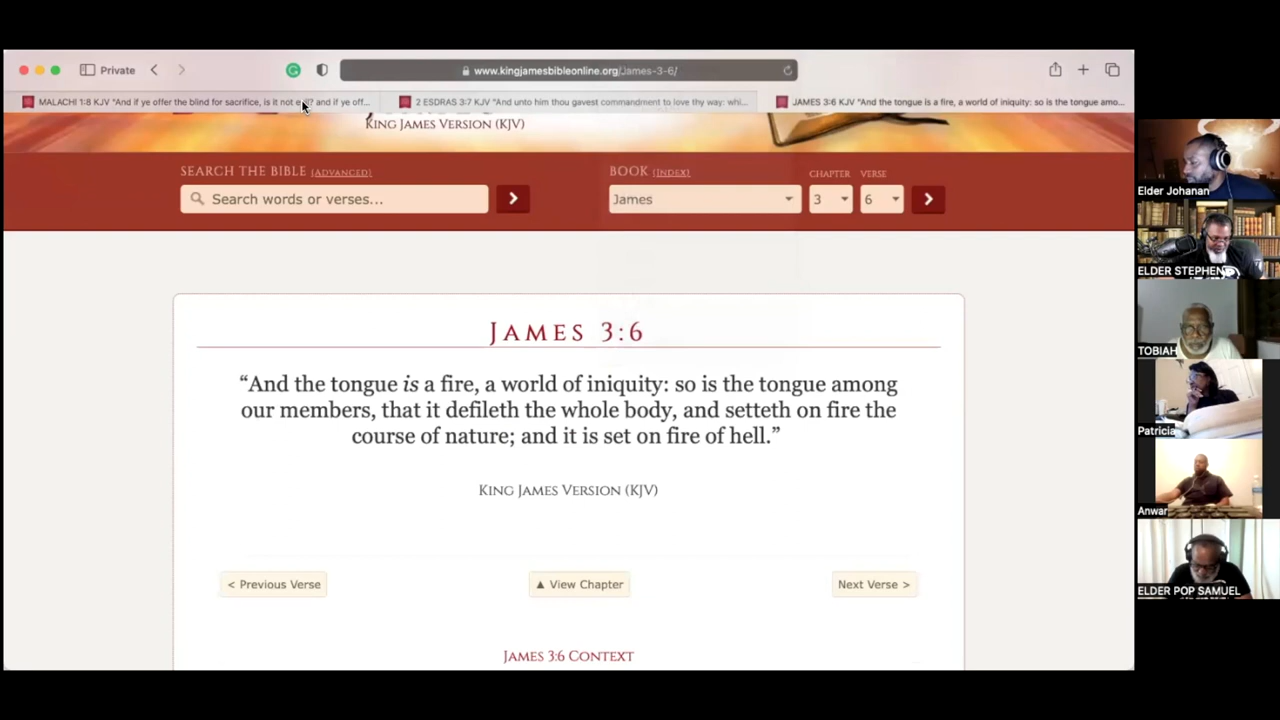 Private
www.kingjamesbibleonline.org/James-3-6/
MALACHI 1:8 KJV "And if ye offer the blind for sacrifice, is it not and if ye off...
2 ESDRAS 3:7 KJV "And unto him thou gavest commandment to love thy way: whi...
JAMES 3:6 KJV "And the tongue is a fire, a world of iniquity: so is the tongue amo...
King James Version (KJV)
Search the Bible (Advanced)
Book (Index)
Chapter
Verse
Search words or verses...
James
3
6
James 3:6
“And the tongue is a fire, a world of iniquity: so is the tongue among
our members, that it defileth the whole body, and setteth on fire the
course of nature; and it is set on fire of hell.”
King James Version (KJV)
< Previous Verse
▲ View Chapter
Next Verse >
James 3:6 Context
Elder Johanan
ELDER STEPHEN
TOBIAH
Patricia
Anwar
ELDER POP SAMUEL